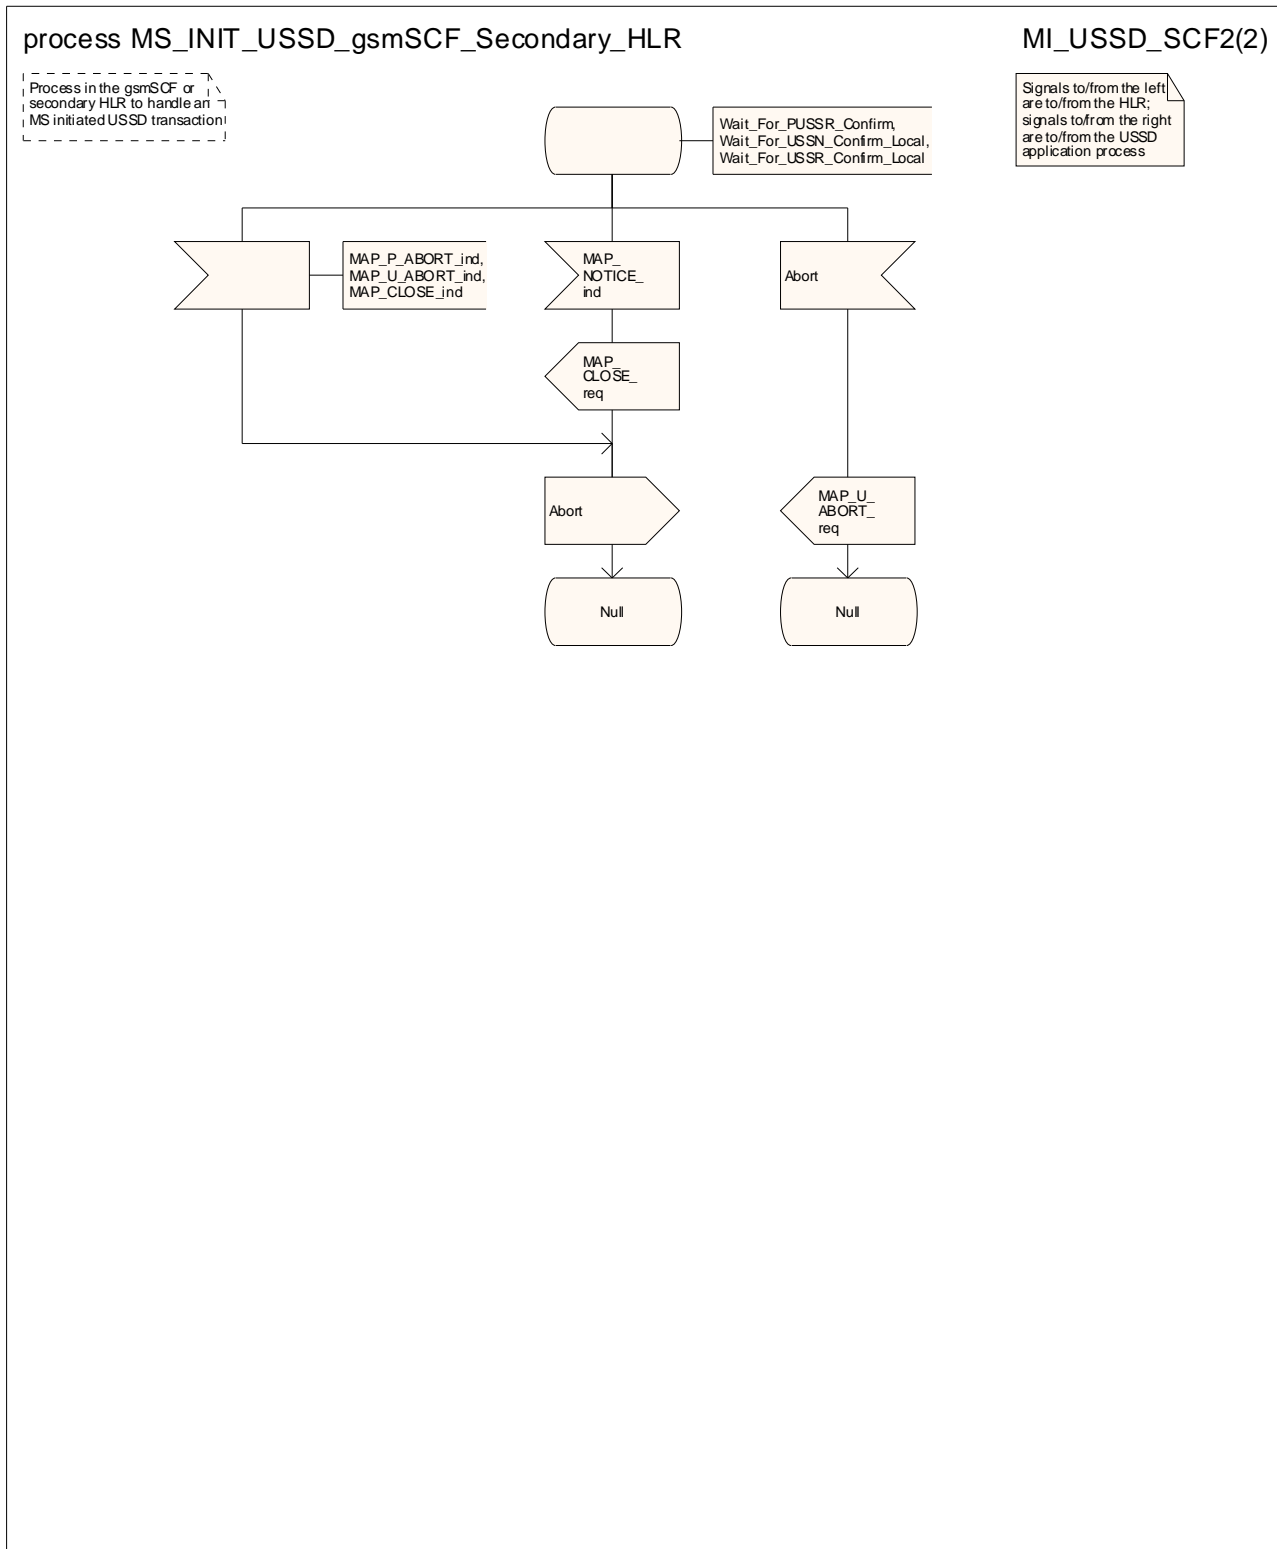 process MS_INIT_USSD_gsmSCF_Secondary_HLR
MI_USSD_SCF2(2)
Process in the gsmSCF or
secondary HLR to handle an
MS initiated USSD transaction
Signals to/from the left
are to/from the HLR;
signals to/from the right
are to/from the USSD
application process
Wait_For_PUSSR_Confirm,
Wait_For_USSN_Confirm_Local,
Wait_For_USSR_Confirm_Local
MAP_P_ABORT_ind,
MAP_U_ABORT_ind,
MAP_CLOSE_ind
MAP_
NOTICE_
ind
Abort
MAP_
CLOSE_
req
Abort
MAP_U_
ABORT_
req
Null
Null